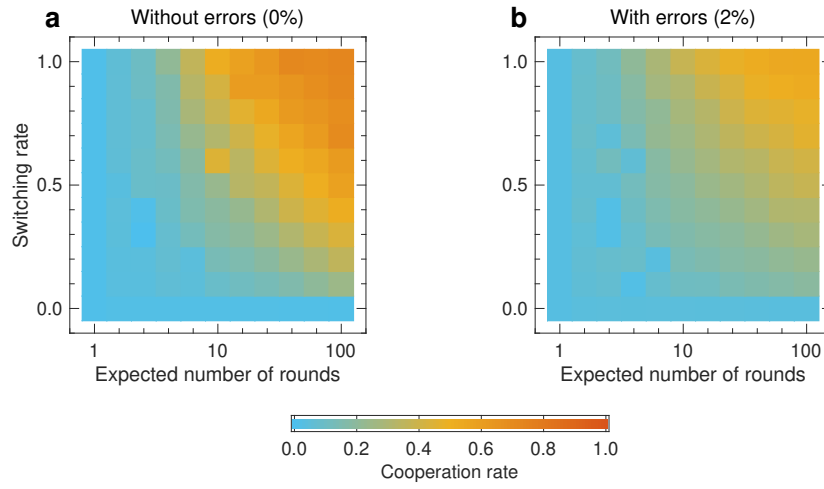 a Without errors (0%)
b With errors (2%)
Switching rate
1.0
0.5
0.0
1.0
0.5
0.0
1 10 100
1 10 100
Expected number of rounds
Expected number of rounds
0.0 0.2 0.4 0.6 0.8 1.0
Cooperation rate